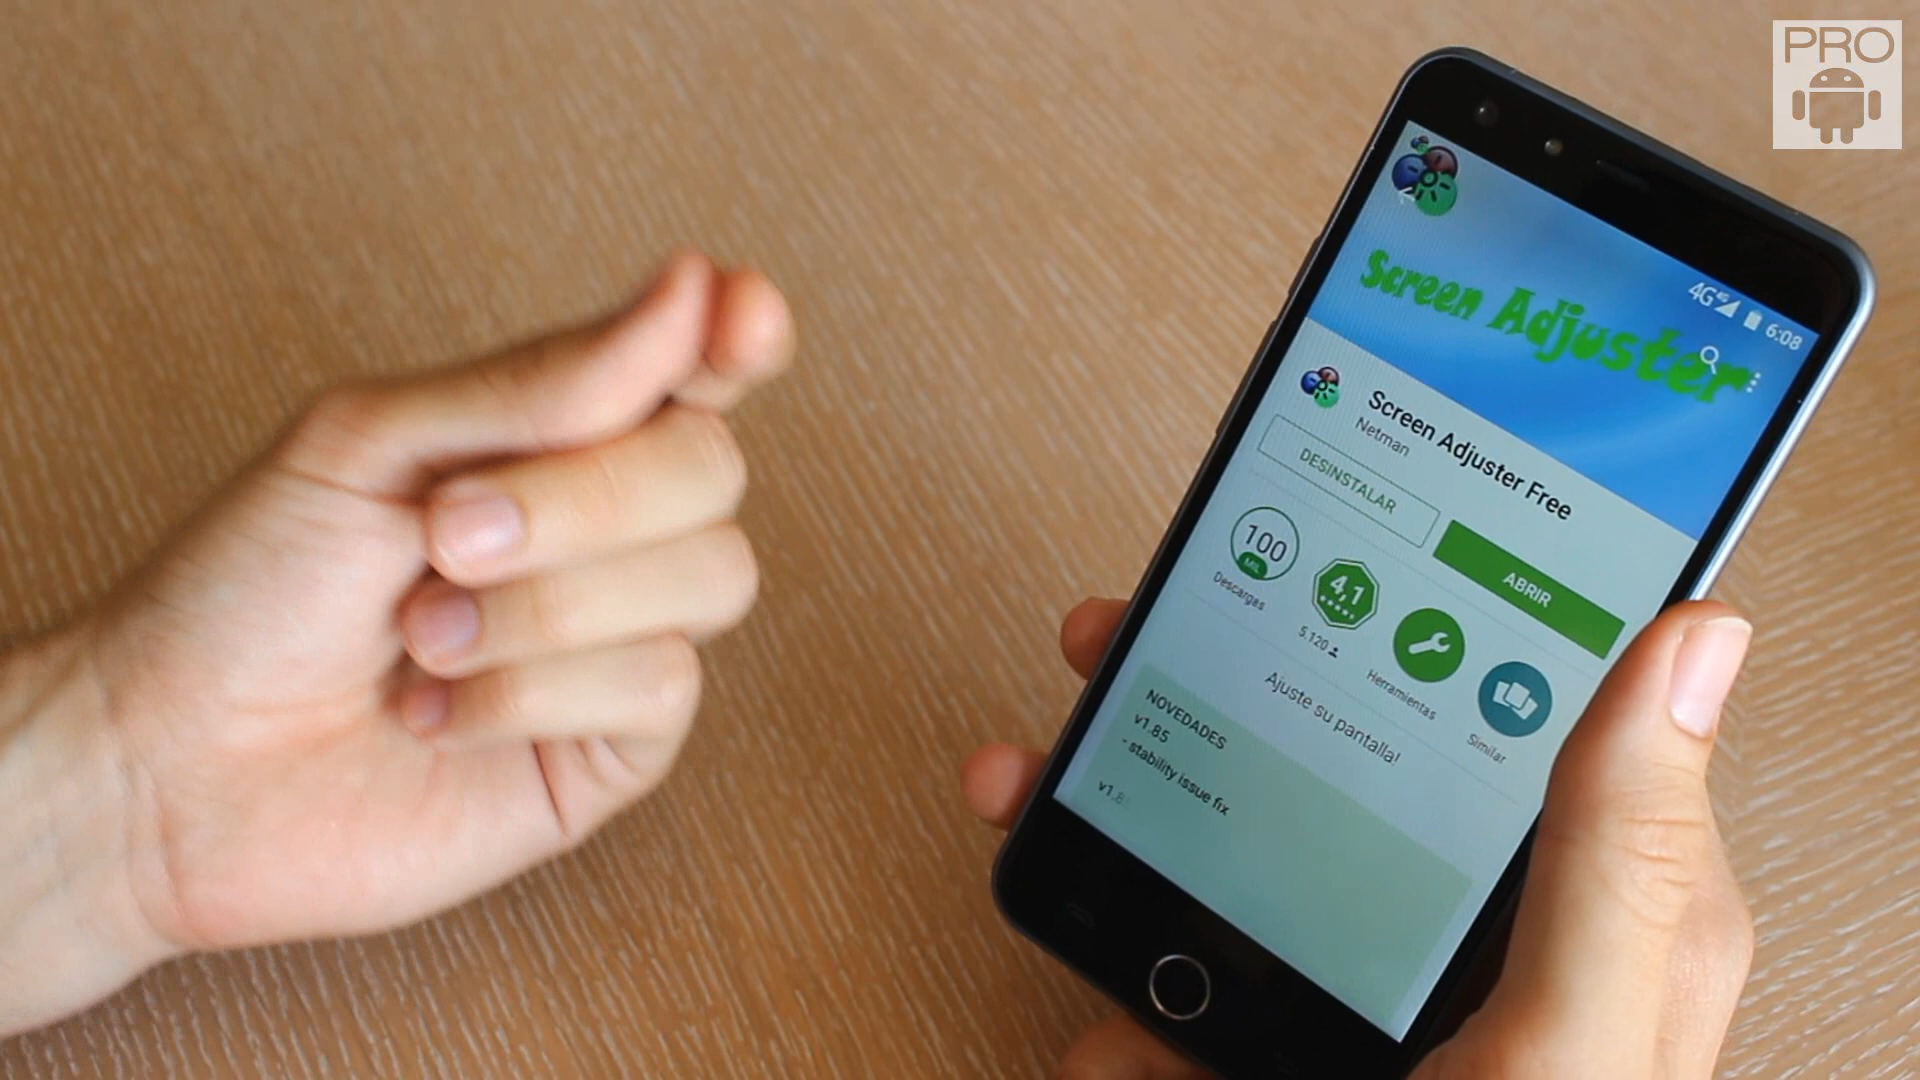 PRO
4G 4G 6:08
Screen Adjuster
Screen Adjuster Free
Netman
DESINSTALAR
ABRIR
100
MIL
Descargas
4,1
5.120
Herramientas
Similar
Ajuste su pantalla!
NOVEDADES
v1.85
- stability issue fix
v1.8